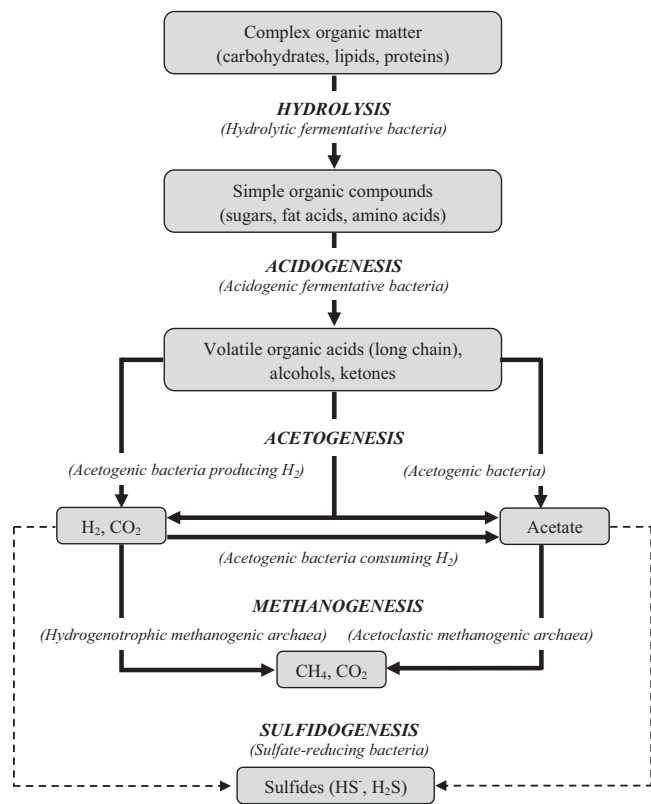 Complex organic matter
(carbohydrates, lipids, proteins)
HYDROLYSIS
(Hydrolytic fermentative bacteria)
Simple organic compounds
(sugars, fat acids, amino acids)
ACIDOGENESIS
(Acidogenic fermentative bacteria)
Volatile organic acids (long chain),
alcohols, ketones
ACETOGENESIS
(Acetogenic bacteria producing H₂)
(Acetogenic bacteria)
H₂, CO₂
Acetate
(Acetogenic bacteria consuming H₂)
METHANOGENESIS
(Hydrogenotrophic methanogenic archaea)
(Acetoclastic methanogenic archaea)
CH₄, CO₂
SULFIDOGENESIS
(Sulfate-reducing bacteria)
Sulfides (HS⁻, H₂S)